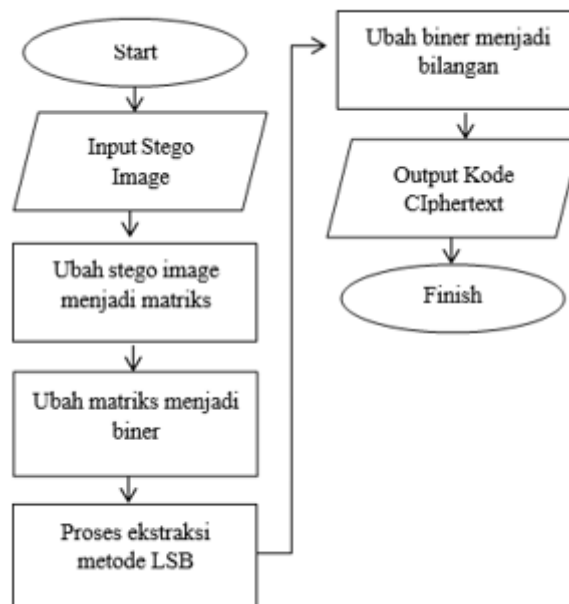 Start
Input Stego
Image
Ubah stego image
menjadi matriks
Ubah matriks menjadi
biner
Proses ekstraksi
metode LSB
Ubah biner menjadi
bilangan
Output Kode
CIphertext
Finish